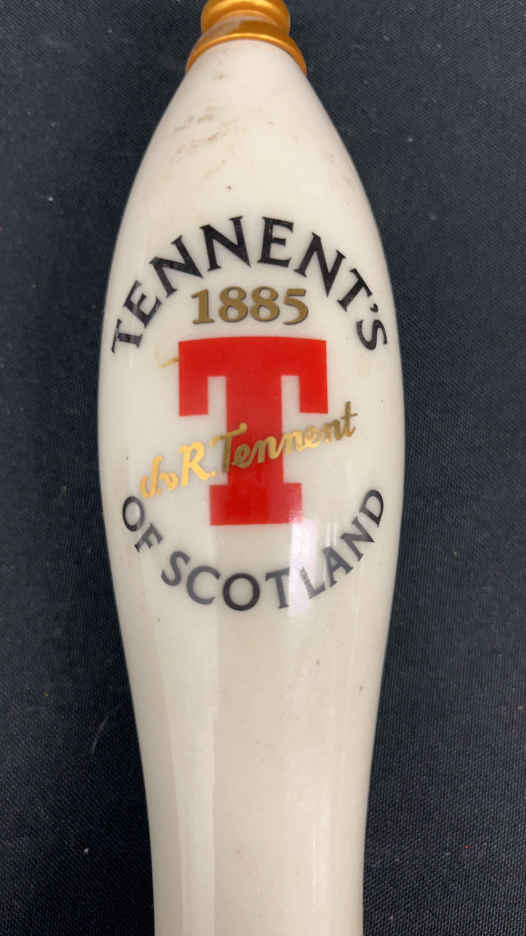 TENNENT'S
1885
T
J&R. Tennent
OF SCOTLAND